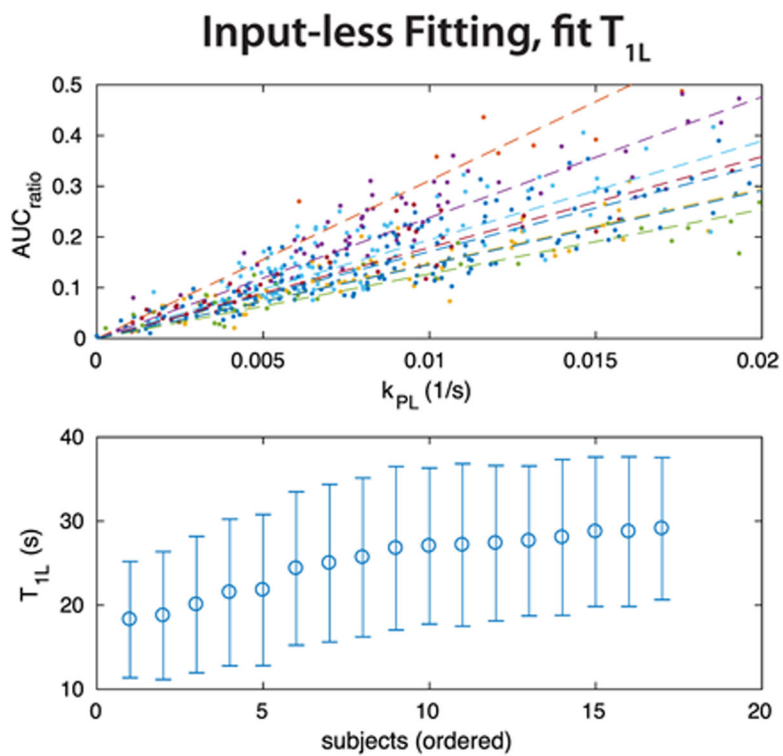 Input-less Fitting, fit T1L
0.5
0.4
0.3
0.2
0.1
0
AUCratio
0 0.005 0.01 0.015 0.02
kPL (1/s)
40
30
20
10
T1L (s)
0 5 10 15 20
subjects (ordered)